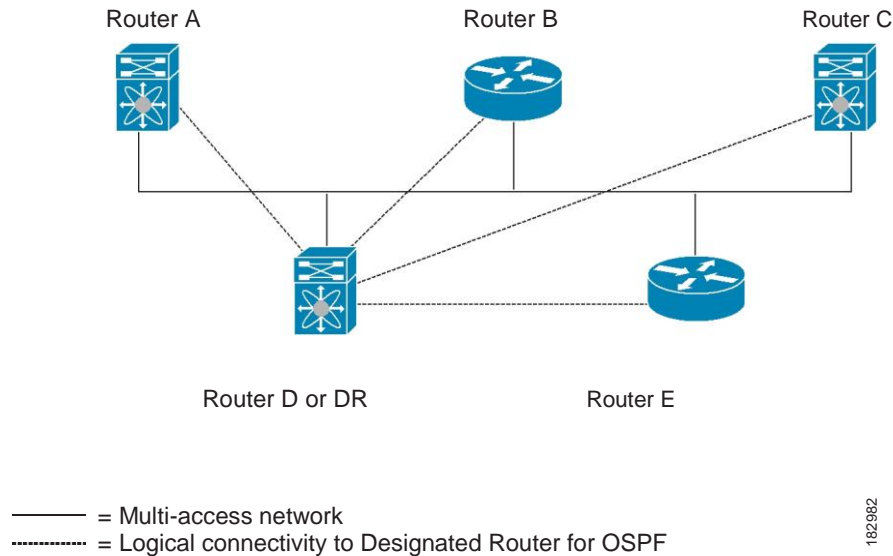 Router A
Router B
Router C
Router D or DR
Router E
= Multi-access network
= Logical connectivity to Designated Router for OSPF
182982